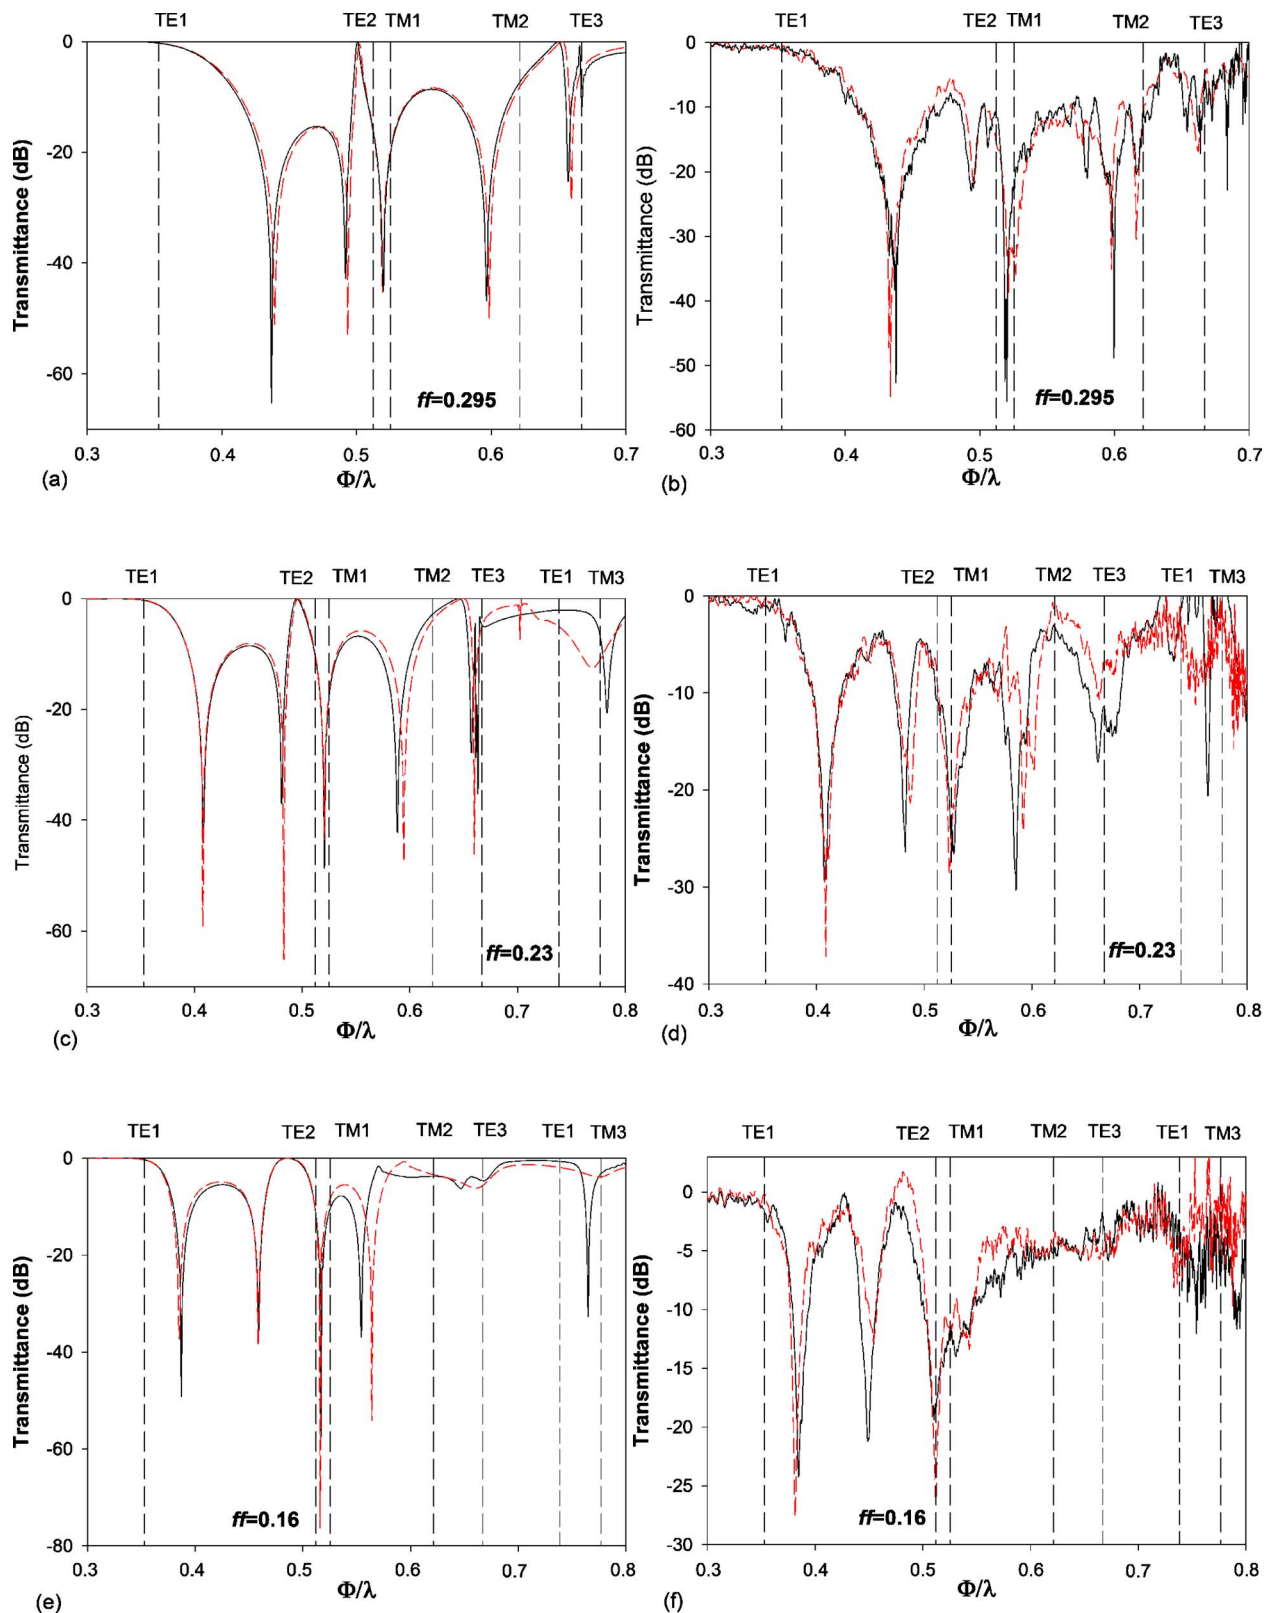 TE1 TE2 TM1 TM2 TE3
0
-20
-40
-60
Transmittance (dB)
ff=0.295
0.3 0.4 0.5 0.6 0.7
Φ/λ
(a)
TE1 TE2 TM1 TM2 TE3
0
-10
-20
-30
-40
-50
-60
Transmittance (dB)
ff=0.295
0.3 0.4 0.5 0.6 0.7
Φ/λ
(b)
TE1 TE2 TM1 TM2 TE3 TE1 TM3
0
-20
-40
-60
Transmittance (dB)
ff=0.23
0.3 0.4 0.5 0.6 0.7 0.8
Φ/λ
(c)
TE1 TE2 TM1 TM2 TE3 TE1 TM3
0
-10
-20
-30
-40
Transmittance (dB)
ff=0.23
0.3 0.4 0.5 0.6 0.7 0.8
Φ/λ
(d)
TE1 TE2 TM1 TM2 TE3 TE1 TM3
0
-20
-40
-60
-80
Transmittance (dB)
ff=0.16
0.3 0.4 0.5 0.6 0.7 0.8
Φ/λ
(e)
TE1 TE2 TM1 TM2 TE3 TE1 TM3
0
-5
-10
-15
-20
-25
-30
Transmittance (dB)
ff=0.16
0.3 0.4 0.5 0.6 0.7 0.8
Φ/λ
(f)